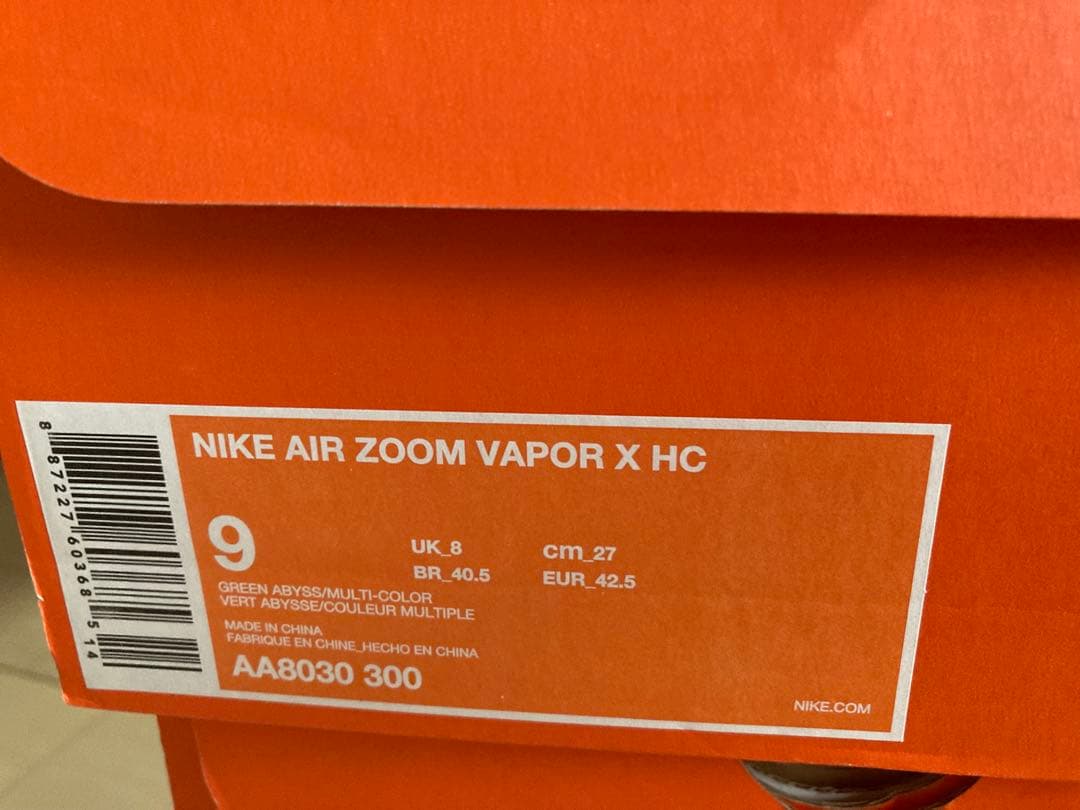 NIKE AIR ZOOM VAPOR X HC
9
UK_8 cm_27
BR_40.5 EUR_42.5
GREEN ABYSS/MULTI-COLOR
VERT ABYSSE/COULEUR MULTIPLE
MADE IN CHINA
FABRIQUE EN CHINE_HECHO EN CHINA
AA8030 300
NIKE.COM
8 87227 60368 5 14